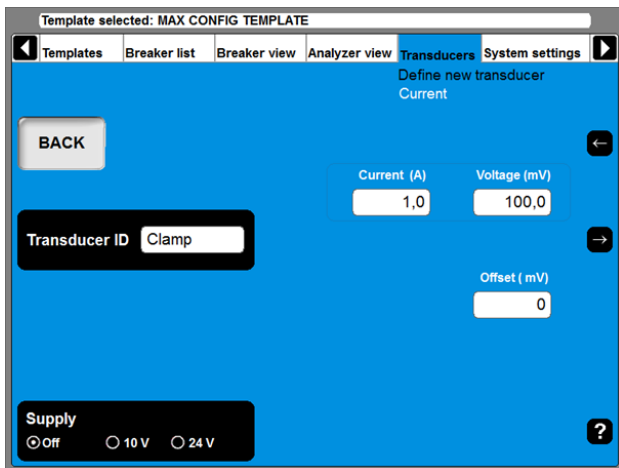 Template selected: MAX CONFIG TEMPLATE
Templates Breaker list Breaker view Analyzer view Transducers System settings
Define new transducer
Current
BACK
←
Current (A) Voltage (mV)
1,0 100,0
Transducer ID Clamp
→
Offset ( mV)
0
Supply
Off 10 V 24 V
?